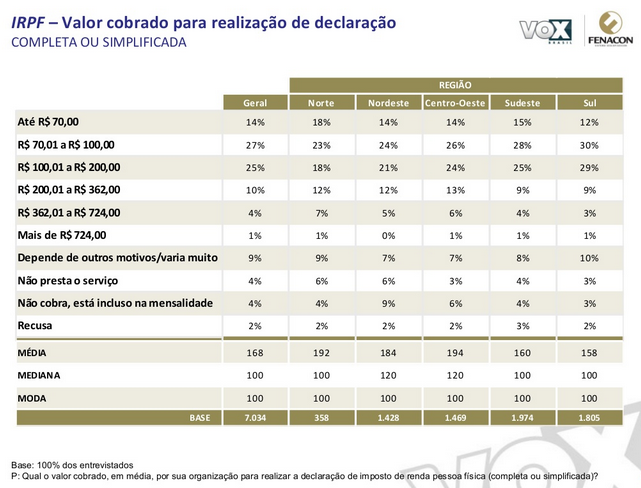 IRPF – Valor cobrado para realização de declaração
COMPLETA OU SIMPLIFICADA
VOX
BRASIL
FENACON
REGIÃO
Geral Norte Nordeste Centro-Oeste Sudeste Sul
Até R$ 70,00 14% 18% 14% 14% 15% 12%
R$ 70,01 a R$ 100,00 27% 23% 24% 26% 28% 30%
R$ 100,01 a R$ 200,00 25% 18% 21% 24% 25% 29%
R$ 200,01 a R$ 362,00 10% 12% 12% 13% 9% 9%
R$ 362,01 a R$ 724,00 4% 7% 5% 6% 4% 3%
Mais de R$ 724,00 1% 1% 0% 1% 1% 1%
Depende de outros motivos/varia muito 9% 9% 7% 7% 8% 10%
Não presta o serviço 4% 6% 6% 3% 4% 3%
Não cobra, está incluso na mensalidade 4% 4% 9% 6% 4% 3%
Recusa 2% 2% 2% 2% 3% 2%
MÉDIA 168 192 184 194 160 158
MEDIANA 100 100 120 120 100 100
MODA 100 100 100 100 100 100
BASE 7.034 358 1.428 1.469 1.974 1.805
Base: 100% dos entrevistados
P: Qual o valor cobrado, em média, por sua organização para realizar a declaração de imposto de renda pessoa física (completa ou simplificada)?
VOX